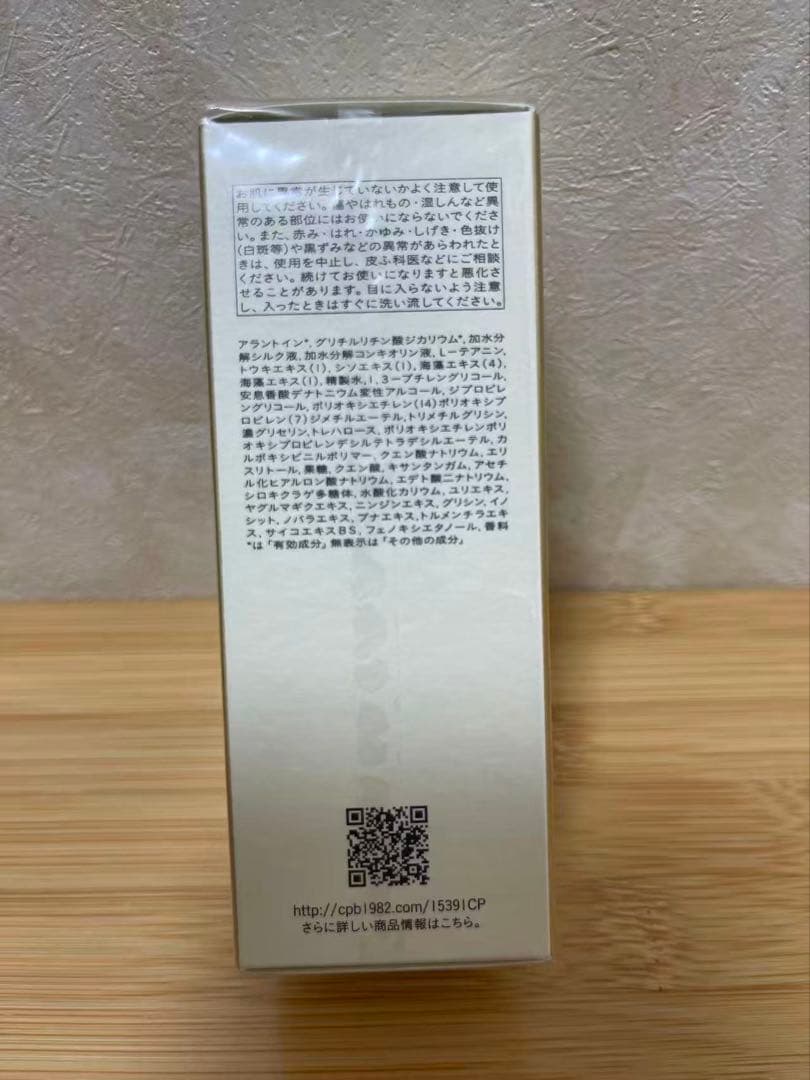 お肌に異常が生じていないかよく注意して使
用してください。傷やはれもの・湿しんなど異
常のある部位にはお使いにならないでくださ
い。また、赤み・はれ・かゆみ・しげき・色抜け
(白斑等)や黒ずみなどの異常があらわれたと
きは、使用を中止し、皮ふ科医などにご相談
ください。続けてお使いになりますと悪化さ
せることがあります。目に入らないよう注意
し、入ったときはすぐに洗い流してください。
アラントイン*,グリチルリチン酸ジカリウム*,加水分
解シルク液,加水分解コンキオリン液,L-テアニン,
トウキエキス(1),シソエキス(1),海藻エキス(4),
海藻エキス(1),精製水,1,3-ブチレングリコール,
安息香酸デナトニウム変性アルコール,ジプロピレ
ングリコール,ポリオキシエチレン(14)ポリオキシプ
ロピレン(7)ジメチルエーテル,トリメチルグリシン,
濃グリセリン,トレハロース,ポリオキシエチレンポリ
オキシプロピレンデシルテトラデシルエーテル,カ
ルボキシビニルポリマー,クエン酸ナトリウム,エリ
スリトール,果糖,クエン酸,キサンタンガム,アセチ
ル化ヒアルロン酸ナトリウム,エデト酸二ナトリウム,
シロキクラゲ多糖体,水酸化カリウム,ユリエキス,
ヤグルマギクエキス,ニンジンエキス,グリシン,イノ
シット,ノバラエキス,ブナエキス,トルメンチラエキ
ス,サイコエキスBS,フェノキシエタノール,香料
*は「有効成分」無表示は「その他の成分」
http://cpb1982.com/15391CP
さらに詳しい商品情報はこちら。